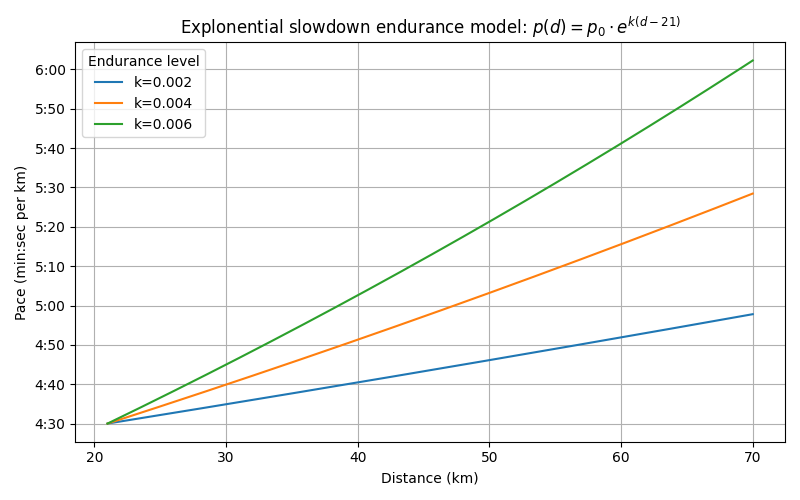 Explonential slowdown endurance model: p(d) = p₀ · e^{k(d−21)}
Endurance level
k=0.002
k=0.004
k=0.006
Pace (min:sec per km)
6:00
5:50
5:40
5:30
5:20
5:10
5:00
4:50
4:40
4:30
20 30 40 50 60 70
Distance (km)